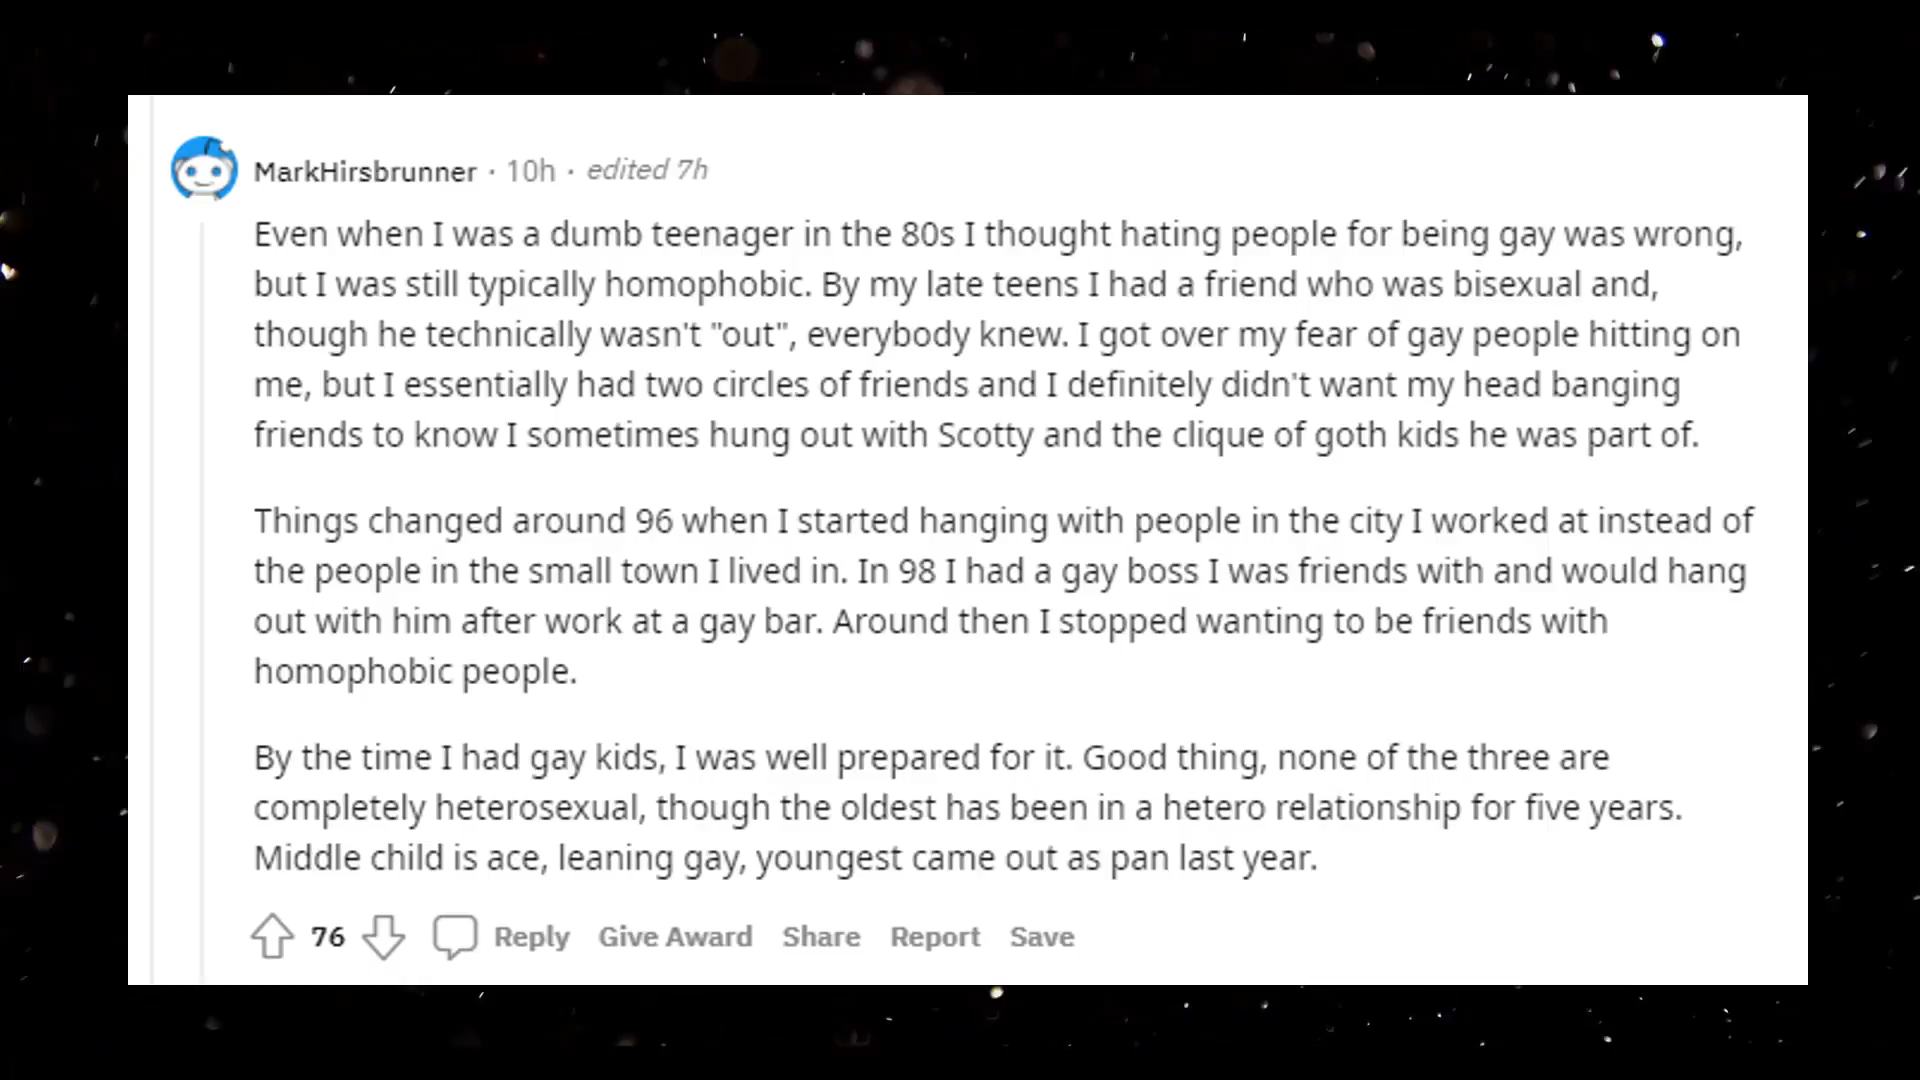 MarkHirsbrunner · 10h · edited 7h
Even when I was a dumb teenager in the 80s I thought hating people for being gay was wrong,
but I was still typically homophobic. By my late teens I had a friend who was bisexual and,
though he technically wasn't "out", everybody knew. I got over my fear of gay people hitting on
me, but I essentially had two circles of friends and I definitely didn't want my head banging
friends to know I sometimes hung out with Scotty and the clique of goth kids he was part of.
Things changed around 96 when I started hanging with people in the city I worked at instead of
the people in the small town I lived in. In 98 I had a gay boss I was friends with and would hang
out with him after work at a gay bar. Around then I stopped wanting to be friends with
homophobic people.
By the time I had gay kids, I was well prepared for it. Good thing, none of the three are
completely heterosexual, though the oldest has been in a hetero relationship for five years.
Middle child is ace, leaning gay, youngest came out as pan last year.
76 Reply Give Award Share Report Save